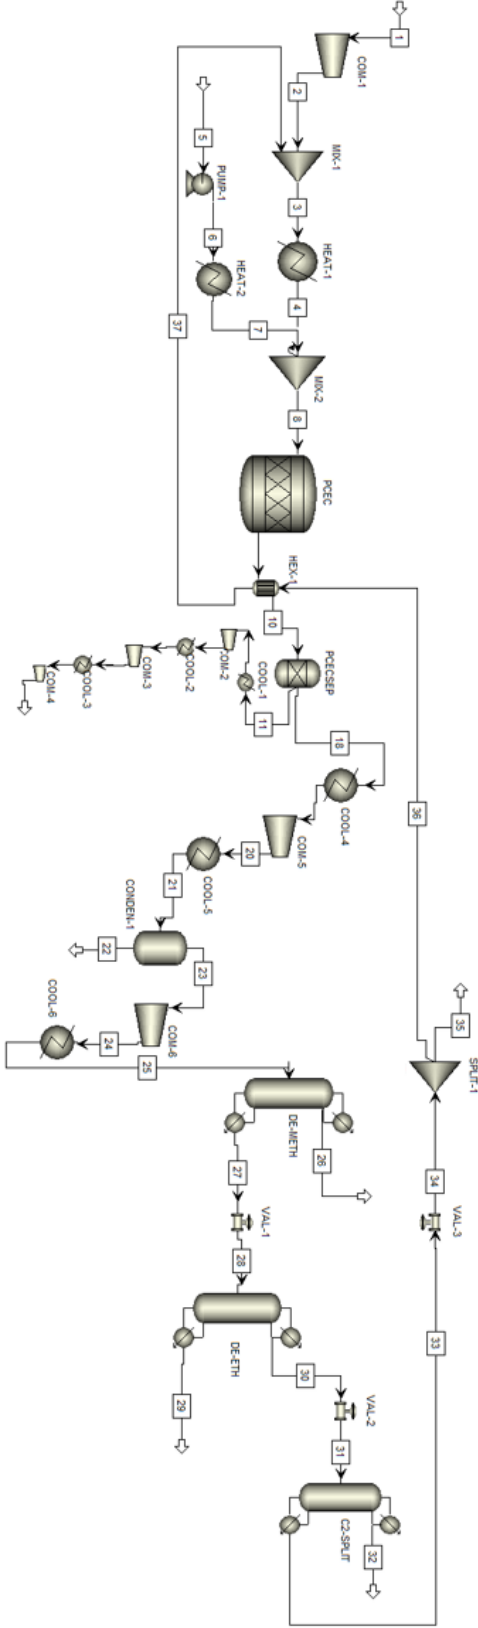 1
COM-1
2
MIX-1
3
HEAT-1
4
5
PUMP-1
6
HEAT-2
7
37
MIX-2
8
PCEC
HEX-1
10
PCECSEP
11
COOL-1
COM-2
COOL-2
COM-3
COOL-3
COM-4
18
COOL-4
COM-5
20
COOL-5
21
CONDEN-1
22
23
COM-6
24
COOL-6
25
36
35
SPLIT-1
34
VAL-3
33
DE-METH
26
27
VAL-1
28
DE-ETH
29
30
VAL-2
31
C2-SPLIT
32